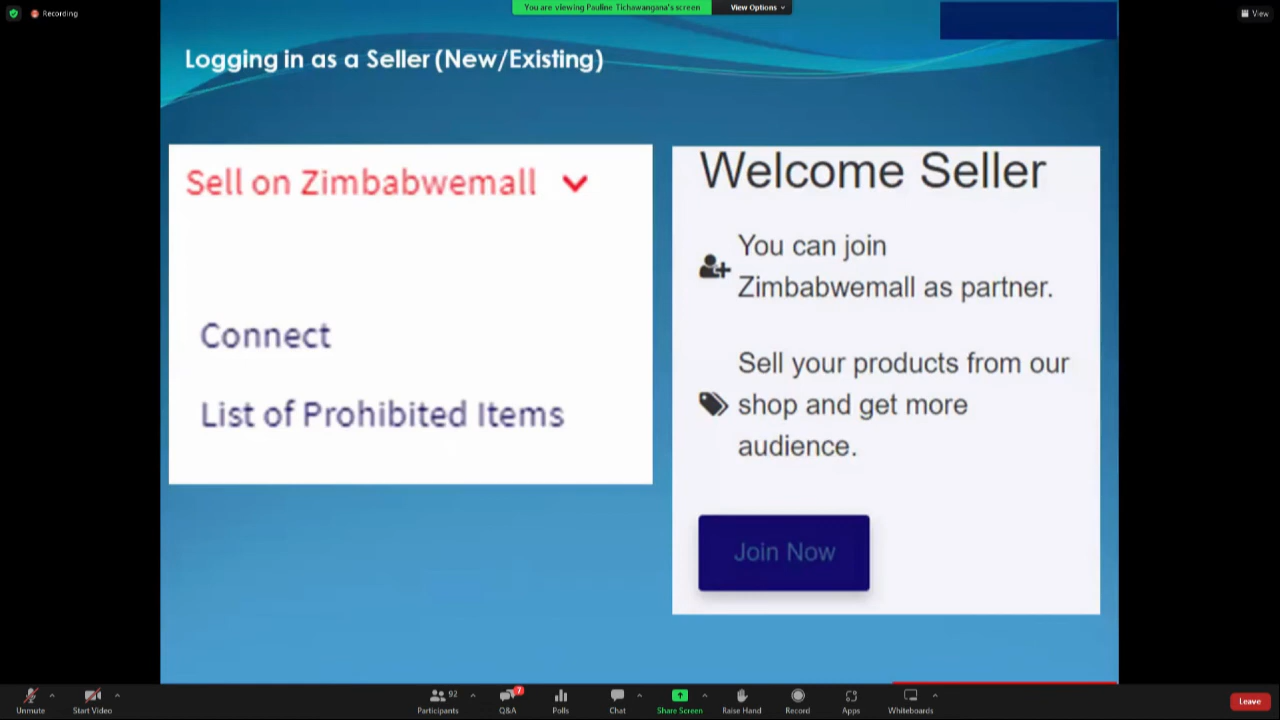 Recording
You are viewing Pauline Tichawangana's screen
View Options
View
Logging in as a Seller (New/Existing)
Sell on Zimbabwemall
Connect
List of Prohibited Items
Welcome Seller
You can join
Zimbabwemall as partner.
Sell your products from our
shop and get more
audience.
Join Now
Unmute
Start Video
92
Participants
7
Q&A
Polls
Chat
Share Screen
Raise Hand
Record
Apps
Whiteboards
Leave